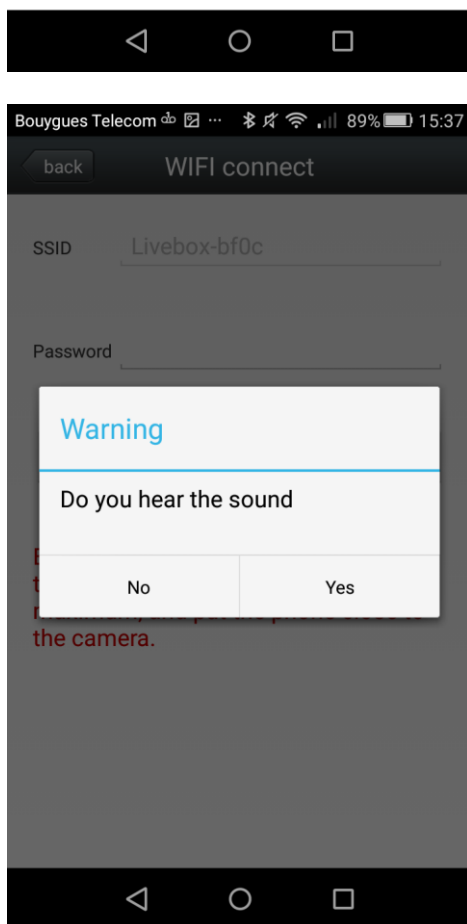 Bouygues Telecom 89% 15:37
back WIFI connect
SSID Livebox-bf0c
Password
Warning
Do you hear the sound
No Yes
the camera.